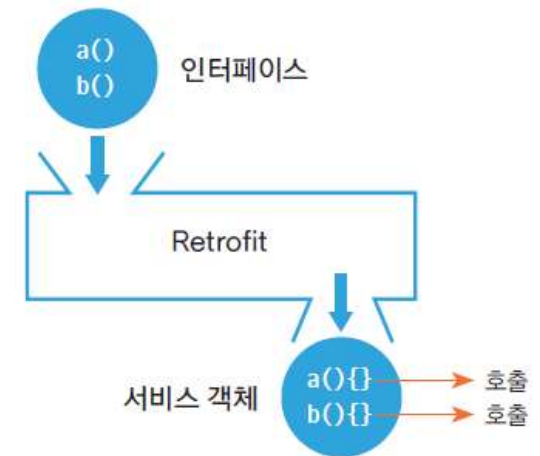 a()
b()
인터페이스
Retrofit
서비스 객체
a(){}
호출
b(){}
호출